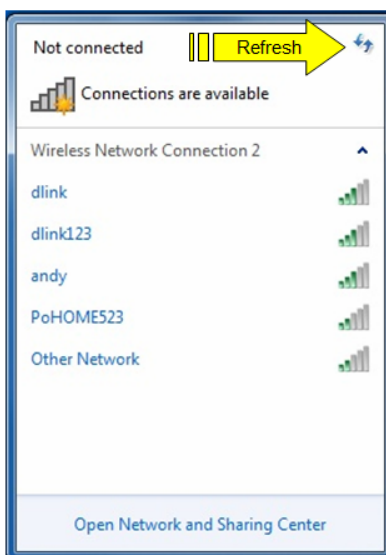 Not connected
Refresh
Connections are available
Wireless Network Connection 2
dlink
dlink123
andy
PoHOME523
Other Network
Open Network and Sharing Center